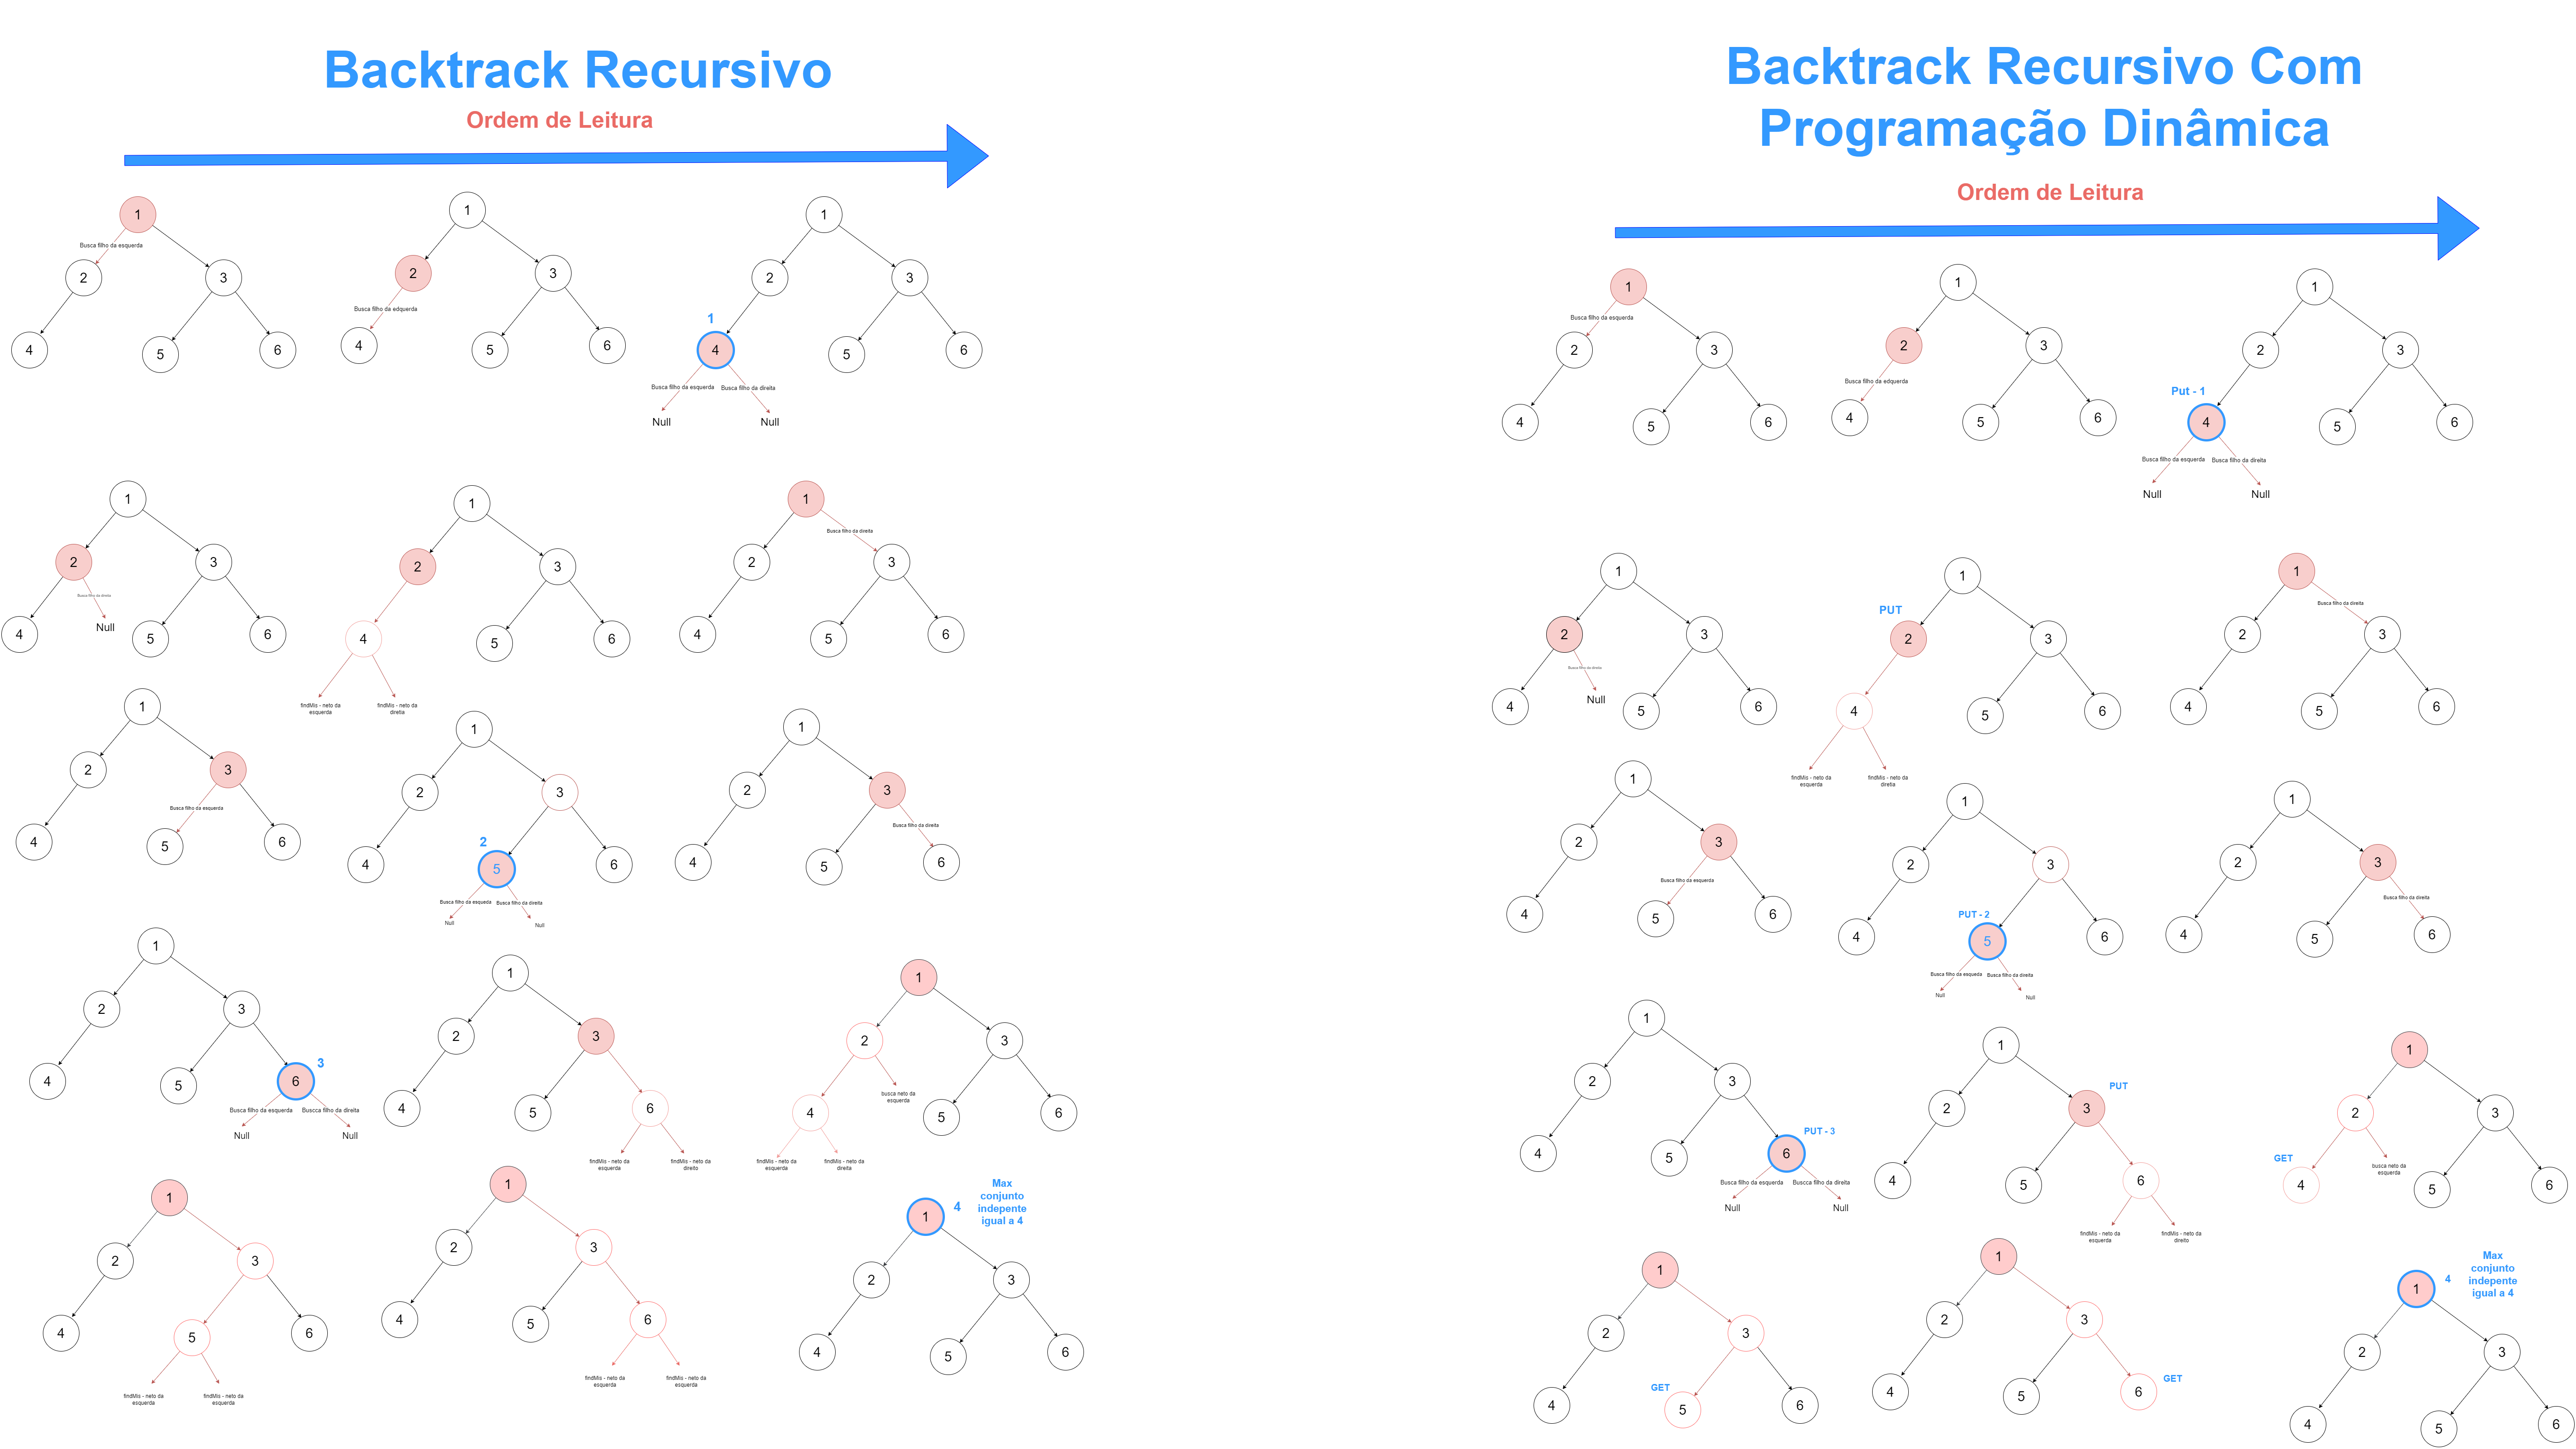 Backtrack Recursivo
Ordem de Leitura
1
Busca filho da esquerda
2 3
4 5 6
1
2 3
Busca filho da edquerda
4 5 6
1
2 3
1
4 5 6
Busca filho da esquerda Busca filho da direita
Null Null
1
2 3
Busca filho da direita
4 Null 5 6
1
2 3
4 5 6
findMis - neto da
esquerda
findMis - neto da
diretia
1
Busca filho da direita
2 3
4 5 6
1
2 3
Busca filho da esquerda
4 5 6
1
2 3
2
4 5 6
Busca filho da esqueda Busca filho da direita
Null Null
1
2 3
Busca filho da direita
4 5 6
1
2 3
3
4 5 6
Busca filho da esquerda Buscca filho da direita
Null Null
1
2 3
4 5 6
findMis - neto da
esquerda
findMis - neto da
direito
1
2 3
busca neto da
esquerda
4 5 6
findMis - neto da
esquerda
findMis - neto da
direita
1
2 3
4 5 6
findMis - neto da
esquerda
findMis - neto da
esquerda
1
2 3
4 5 6
findMis - neto da
esquerda
findMis - neto da
esquerda
Max
conjunto
indepente
igual a 4
1 4
2 3
4 5 6
Backtrack Recursivo Com
Programação Dinâmica
Ordem de Leitura
1
Busca filho da esquerda
2 3
4 5 6
1
2 3
Busca filho da edquerda
4 5 6
1
2 3
Put - 1
4 5 6
Busca filho da esquerda Busca filho da direita
Null Null
1
2 3
Busca filho da direita
4 Null 5 6
1
PUT
2 3
4 5 6
findMis - neto da
esquerda
findMis - neto da
diretia
1
Busca filho da direita
2 3
4 5 6
1
2 3
Busca filho da esquerda
4 5 6
1
2 3
PUT - 2
4 5 6
Busca filho da esqueda Busca filho da direita
Null Null
1
2 3
Busca filho da direita
4 5 6
1
2 3
PUT - 3
4 5 6
Busca filho da esquerda Buscca filho da direita
Null Null
1
PUT
2 3
4 5 6
findMis - neto da
esquerda
findMis - neto da
direito
1
2 3
GET
busca neto da
esquerda
4 5 6
1
2 3
GET
4 5 6
1
2 3
GET
4 5 6
Max
conjunto
indepente
igual a 4
1 4
2 3
4 5 6